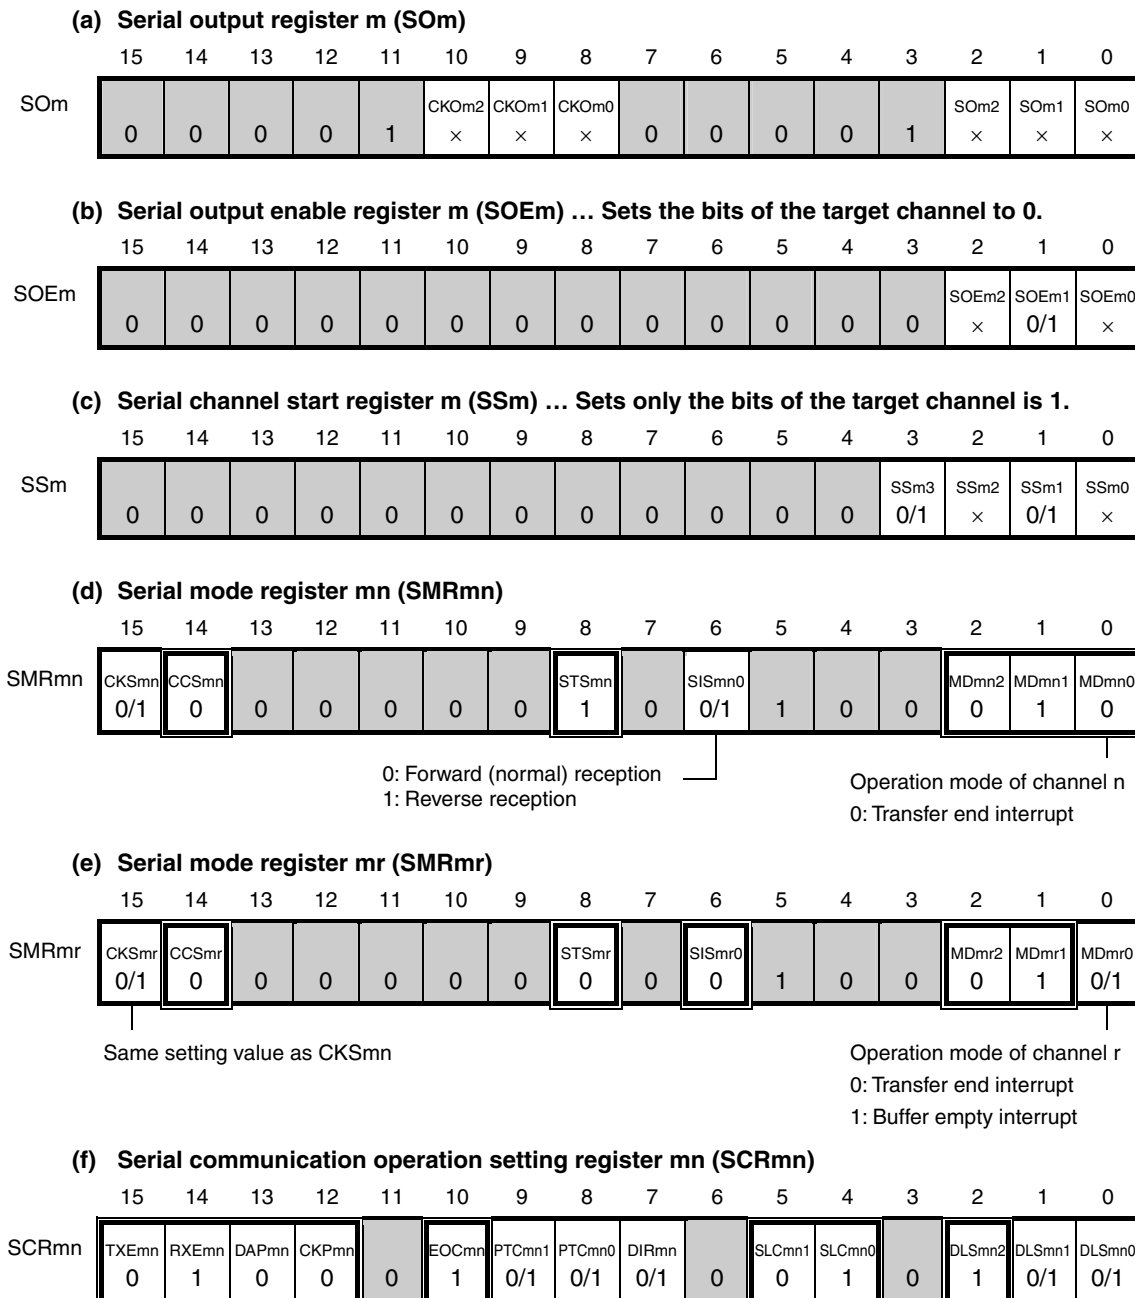 (a) Serial output register m (SOm)
15 14 13 12 11 10 9 8 7 6 5 4 3 2 1 0
SOm
CKOm2 CKOm1 CKOm0 SOm2 SOm1 SOm0
0 0 0 0 1 × × × 0 0 0 0 1 × × ×
(b) Serial output enable register m (SOEm) … Sets the bits of the target channel to 0.
15 14 13 12 11 10 9 8 7 6 5 4 3 2 1 0
SOEm
SOEm2 SOEm1 SOEm0
0 0 0 0 0 0 0 0 0 0 0 0 0 × 0/1 ×
(c) Serial channel start register m (SSm) … Sets only the bits of the target channel is 1.
15 14 13 12 11 10 9 8 7 6 5 4 3 2 1 0
SSm
SSm3 SSm2 SSm1 SSm0
0 0 0 0 0 0 0 0 0 0 0 0 0/1 × 0/1 ×
(d) Serial mode register mn (SMRmn)
15 14 13 12 11 10 9 8 7 6 5 4 3 2 1 0
SMRmn
CKSmn CCSmn STSmn SISmn0 MDmn2 MDmn1 MDmn0
0/1 0 0 0 0 0 0 1 0 0/1 1 0 0 0 1 0
0: Forward (normal) reception
1: Reverse reception
Operation mode of channel n
0: Transfer end interrupt
(e) Serial mode register mr (SMRmr)
15 14 13 12 11 10 9 8 7 6 5 4 3 2 1 0
SMRmr
CKSmr CCSmr STSmr SISmr0 MDmr2 MDmr1 MDmr0
0/1 0 0 0 0 0 0 0 0 0 1 0 0 0 1 0/1
Same setting value as CKSmn
Operation mode of channel r
0: Transfer end interrupt
1: Buffer empty interrupt
(f) Serial communication operation setting register mn (SCRmn)
15 14 13 12 11 10 9 8 7 6 5 4 3 2 1 0
SCRmn
TXEmn RXEmn DAPmn CKPmn EOCmn PTCmn1 PTCmn0 DIRmn SLCmn1 SLCmn0 DLSmn2 DLSmn1 DLSmn0
0 1 0 0 0 1 0/1 0/1 0/1 0 0 1 0 1 0/1 0/1